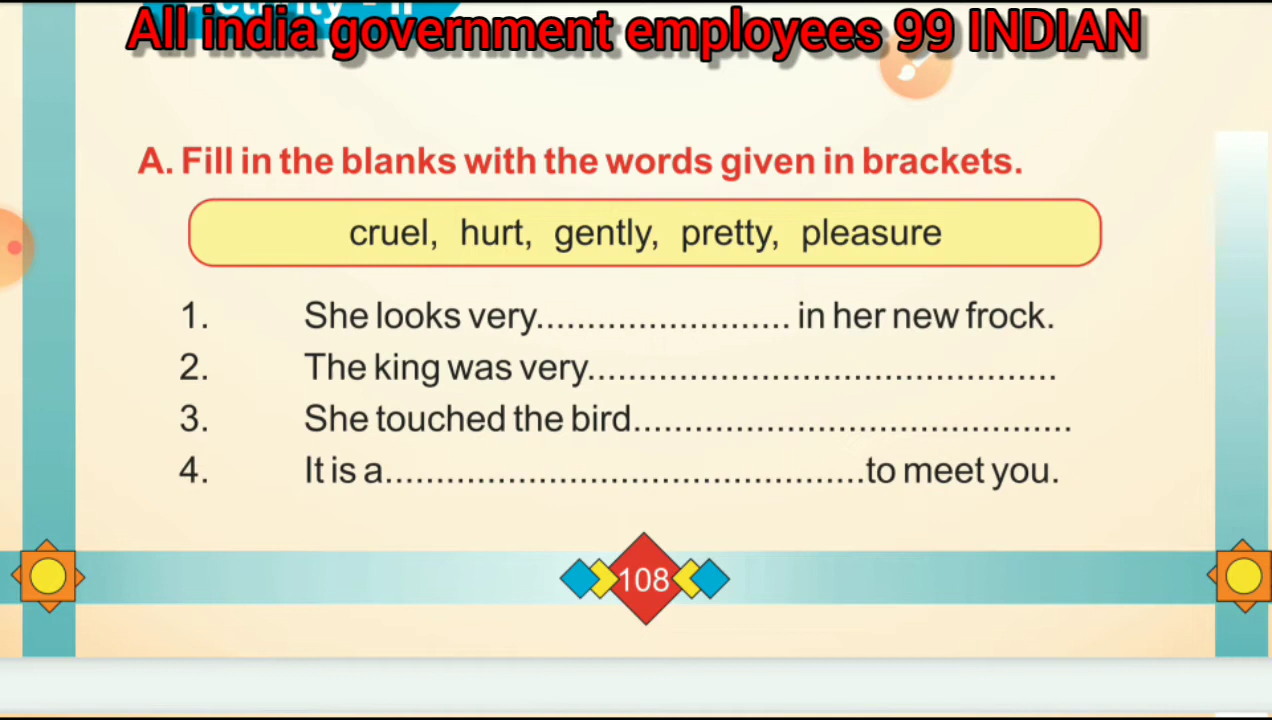 Activity - II
All india government employees 99 INDIAN
A. Fill in the blanks with the words given in brackets.
cruel, hurt, gently, pretty, pleasure
1. She looks very........................ in her new frock.
2. The king was very..............................................
3. She touched the bird...........................................
4. It is a...............................................to meet you.
108